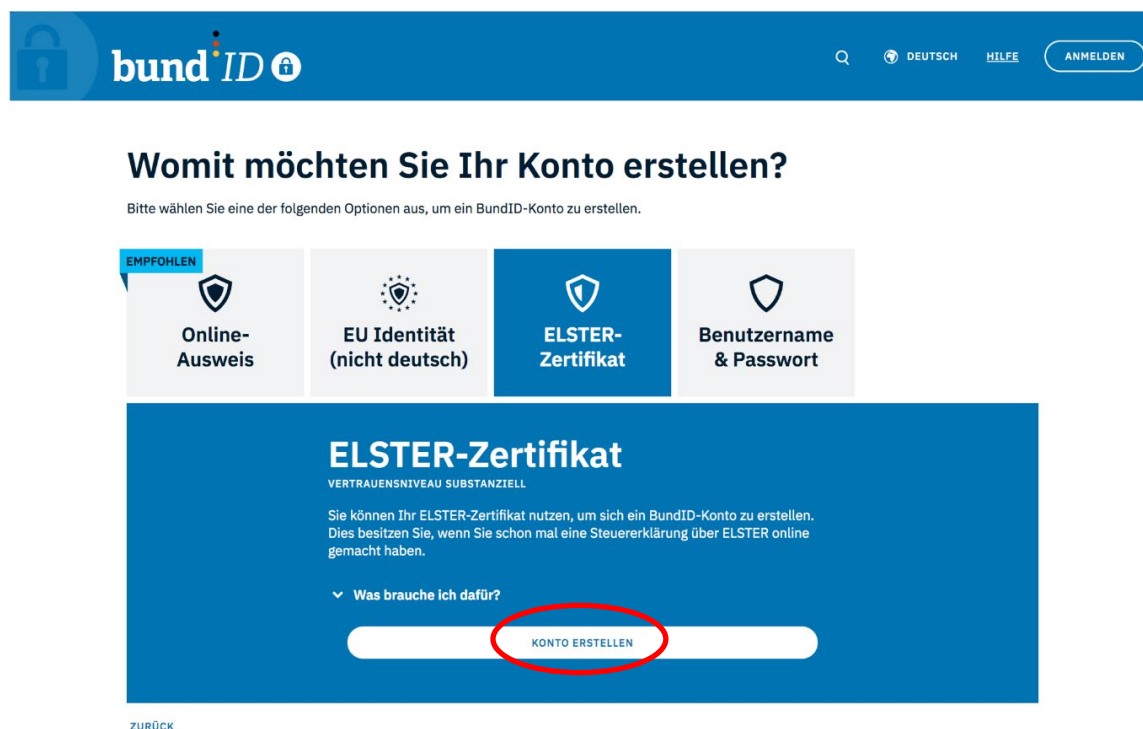 bundID
DEUTSCH HILFE ANMELDEN
Womit möchten Sie Ihr Konto erstellen?
Bitte wählen Sie eine der folgenden Optionen aus, um ein BundID-Konto zu erstellen.
EMPFOHLEN
Online-
Ausweis
EU Identität
(nicht deutsch)
ELSTER-
Zertifikat
Benutzername
& Passwort
ELSTER-Zertifikat
VERTRAUENSNIVEAU SUBSTANZIELL
Sie können Ihr ELSTER-Zertifikat nutzen, um sich ein BundID-Konto zu erstellen.
Dies besitzen Sie, wenn Sie schon mal eine Steuererklärung über ELSTER online
gemacht haben.
Was brauche ich dafür?
KONTO ERSTELLEN
ZURÜCK